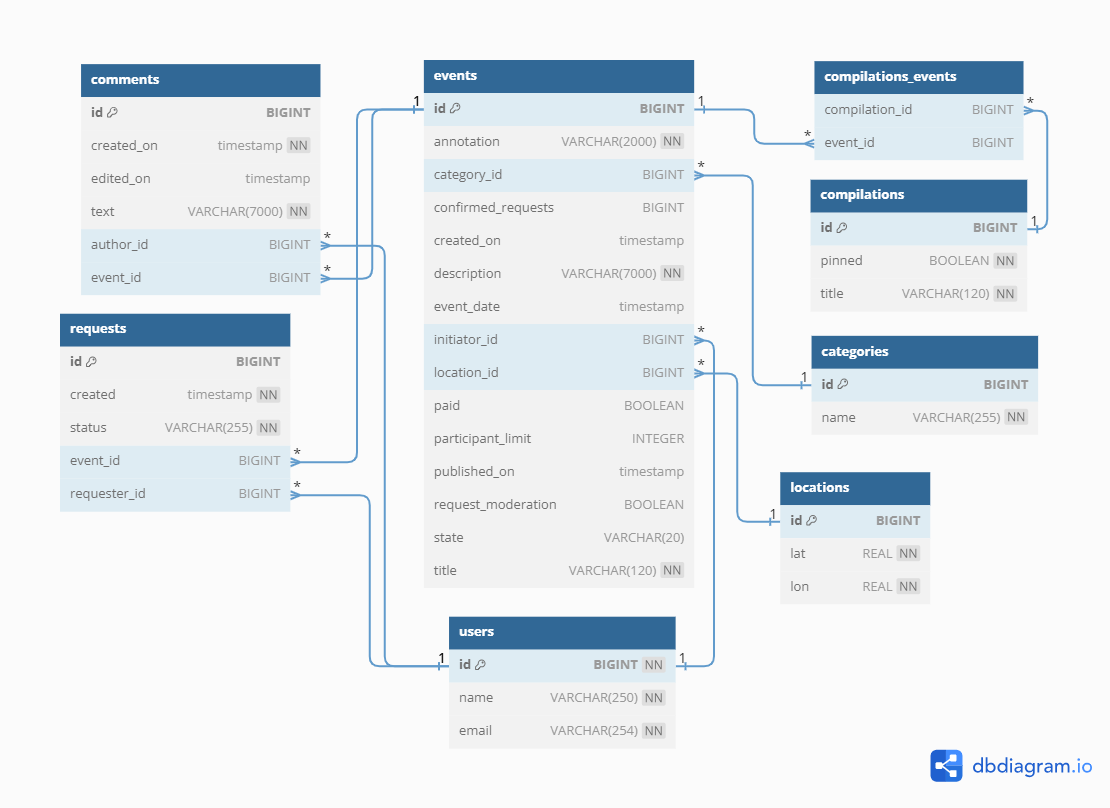 comments
id BIGINT
created_on timestamp NN
edited_on timestamp
text VARCHAR(7000) NN
author_id BIGINT *
event_id BIGINT *
requests
id BIGINT
created timestamp NN
status VARCHAR(255) NN
event_id BIGINT *
requester_id BIGINT *
events
1 id BIGINT 1
annotation VARCHAR(2000) NN
category_id BIGINT *
confirmed_requests BIGINT
created_on timestamp
description VARCHAR(7000) NN
event_date timestamp
initiator_id BIGINT *
location_id BIGINT *
paid BOOLEAN
participant_limit INTEGER
published_on timestamp
request_moderation BOOLEAN
state VARCHAR(20)
title VARCHAR(120) NN
users
1 id BIGINT NN 1
name VARCHAR(250) NN
email VARCHAR(254) NN
compilations_events
compilation_id BIGINT *
* event_id BIGINT
compilations
id BIGINT 1
pinned BOOLEAN NN
title VARCHAR(120) NN
categories
1 id BIGINT
name VARCHAR(255) NN
locations
1 id BIGINT
lat REAL NN
lon REAL NN
dbdiagram.io